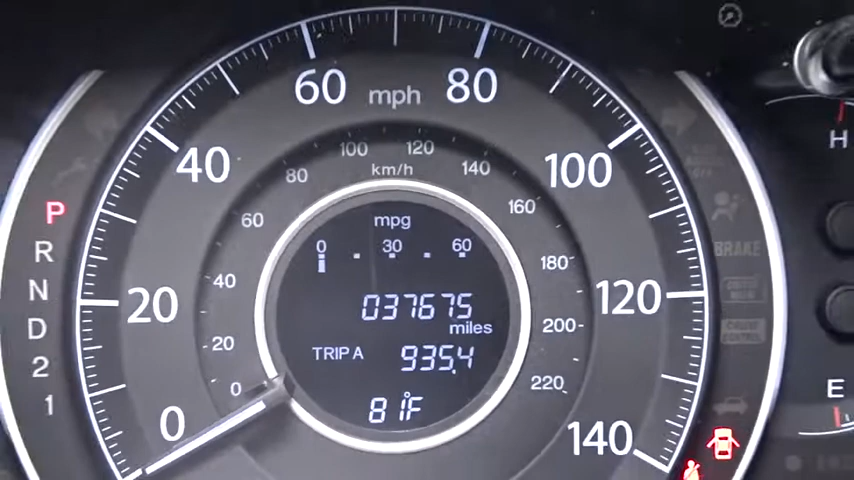 60 mph 80
100 120
km/h
40 80 140 100
60 160
P
mpg
R
0 30 60
BRAKE
N 40 180
20 037675 120
miles
D 20 200
TRIP A 935.4
2
0 220
1
81°F
0 140
H
E